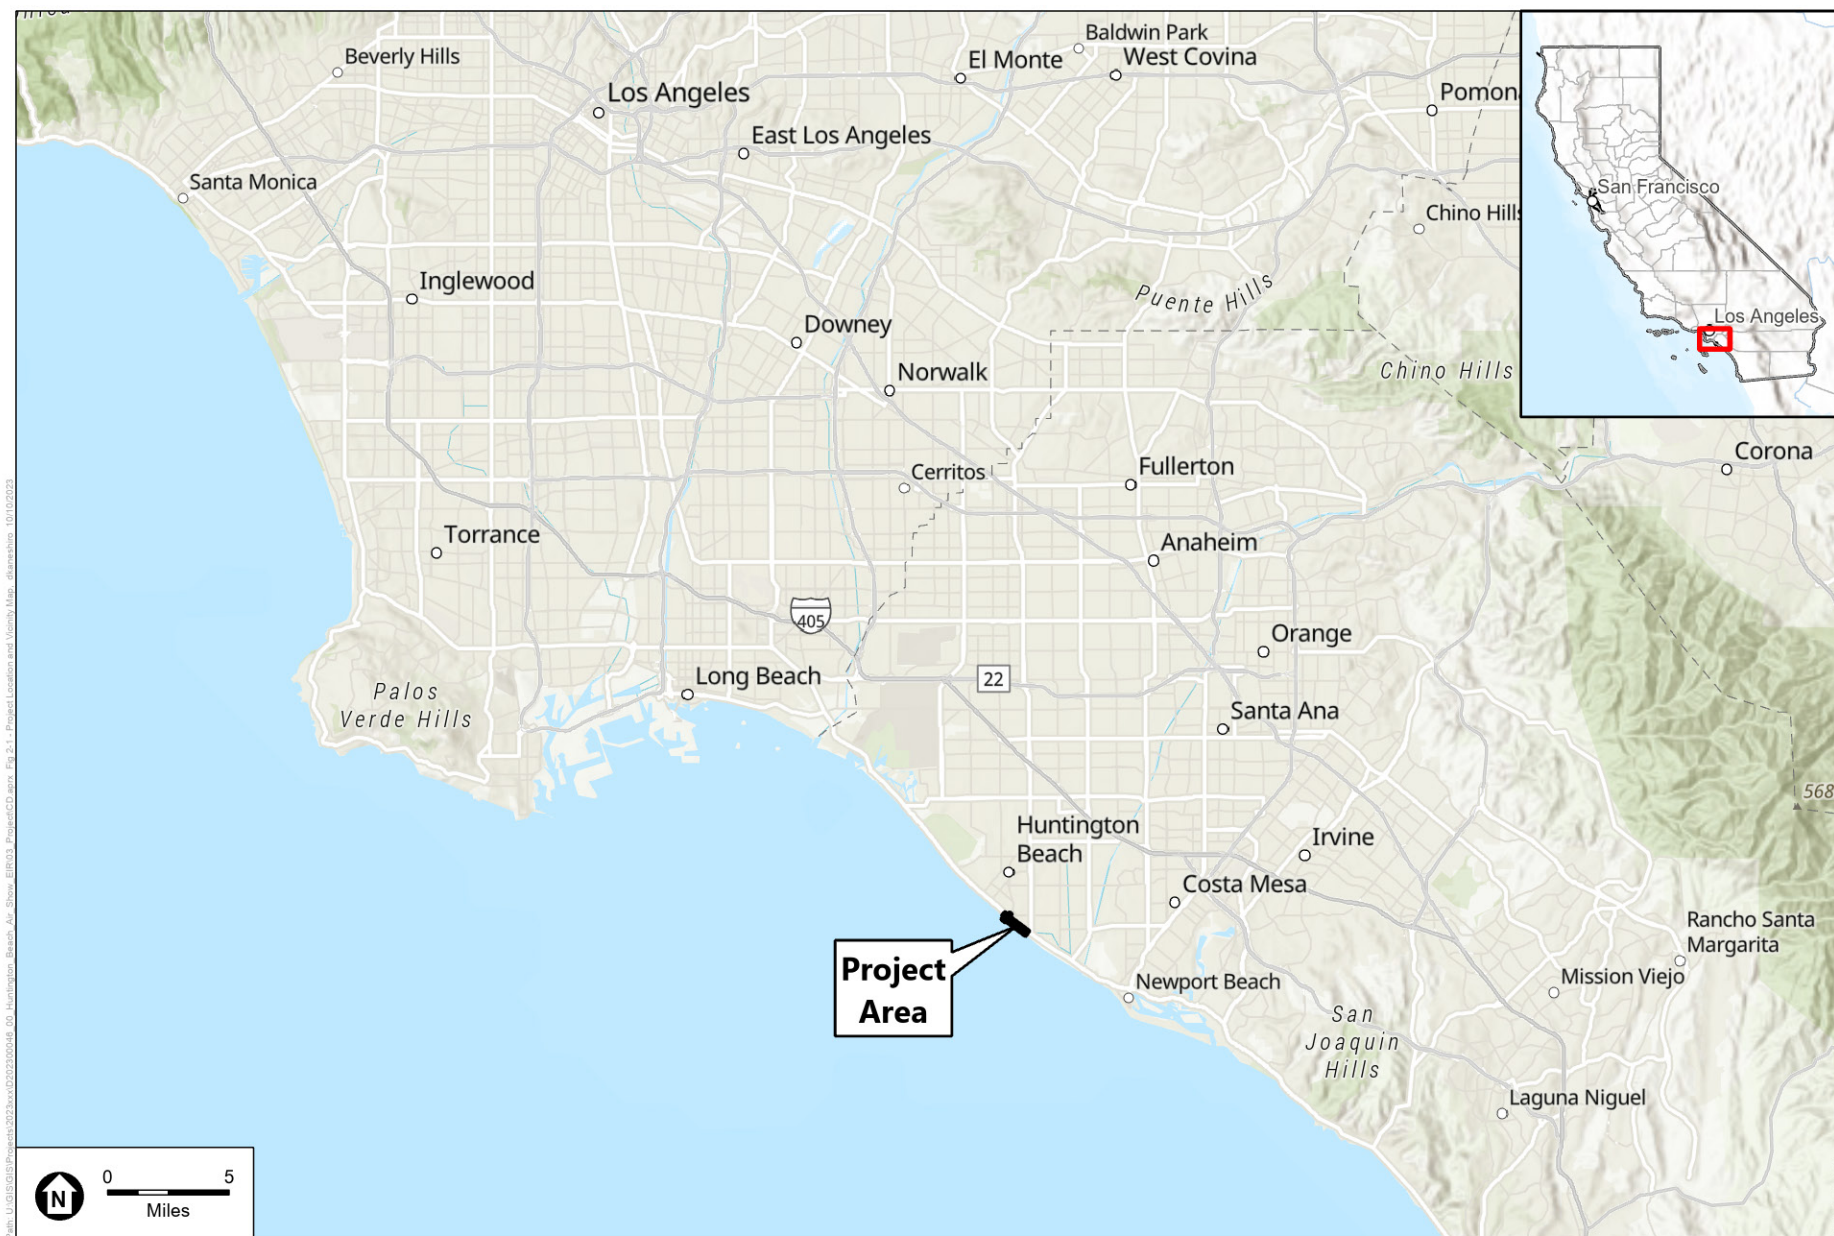 Baldwin Park
Beverly Hills
El Monte
West Covina
Los Angeles
Pomon
East Los Angeles
Santa Monica
San Francisco
Chino Hills
Inglewood
Puente Hills
Los Angeles
Downey
Norwalk
Chino Hills
Corona
Cerritos
Fullerton
Torrance
Anaheim
405
Orange
Long Beach
22
Palos
Verde Hills
Santa Ana
568
Huntington
Beach
Irvine
Costa Mesa
Rancho Santa
Margarita
Project
Area
Newport Beach
Mission Viejo
San
Joaquin
Hills
Laguna Niguel
N
0 5
Miles